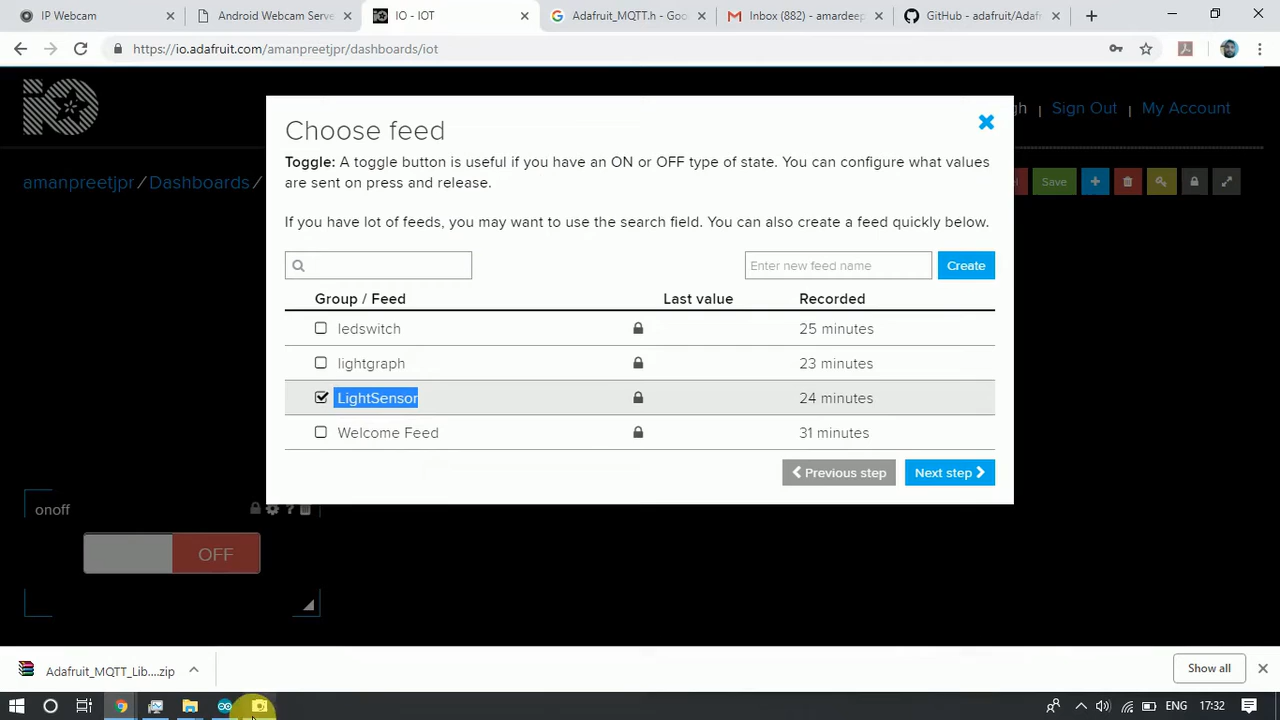 IP Webcam
Android Webcam Serve
IO - IOT
Adafruit_MQTT.h - Goo
Inbox (882) - amardeep
GitHub - adafruit/Adaf
https://io.adafruit.com/amanpreetjpr/dashboards/iot
gh | Sign Out | My Account
amanpreetjpr / Dashboards /
Save
Choose feed
Toggle: A toggle button is useful if you have an ON or OFF type of state. You can configure what values
are sent on press and release.
If you have lot of feeds, you may want to use the search field. You can also create a feed quickly below.
Enter new feed name
Create
Group / Feed Last value Recorded
ledswitch 25 minutes
lightgraph 23 minutes
LightSensor 24 minutes
Welcome Feed 31 minutes
Previous step
Next step
onoff
OFF
Adafruit_MQTT_Lib....zip
Show all
ENG 17:32